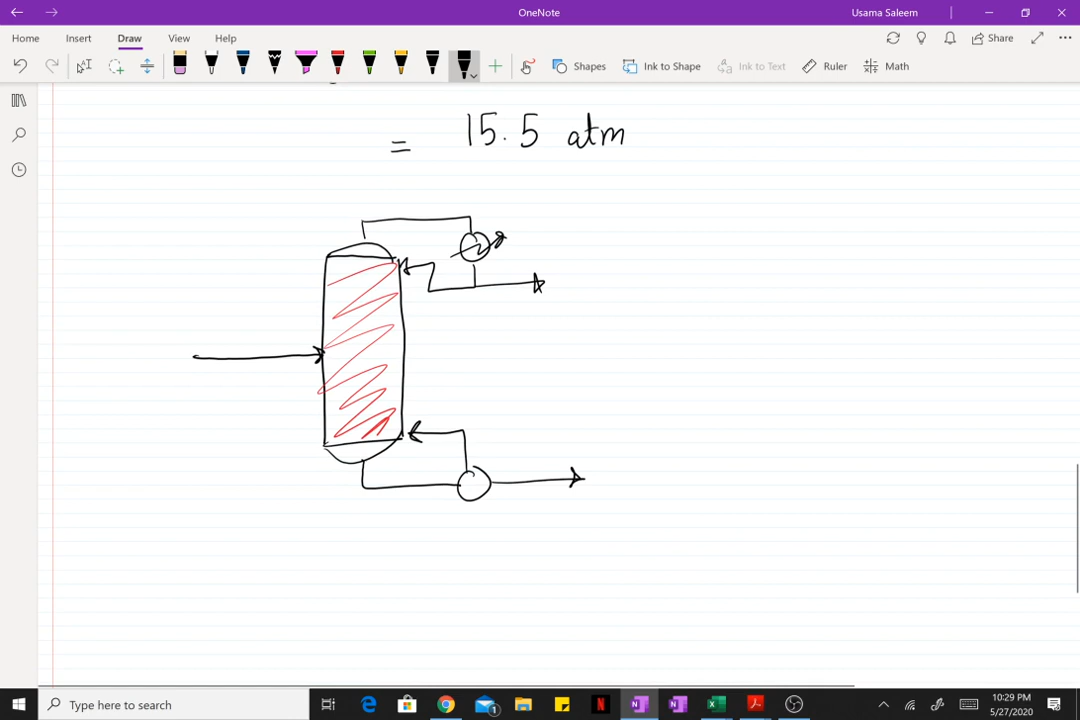 OneNote
Usama Saleem
Home Insert Draw View Help
Share
Shapes Ink to Shape Ink to Text Ruler Math
= 15.5 atm
Type here to search
1
10:29 PM
5/27/2020